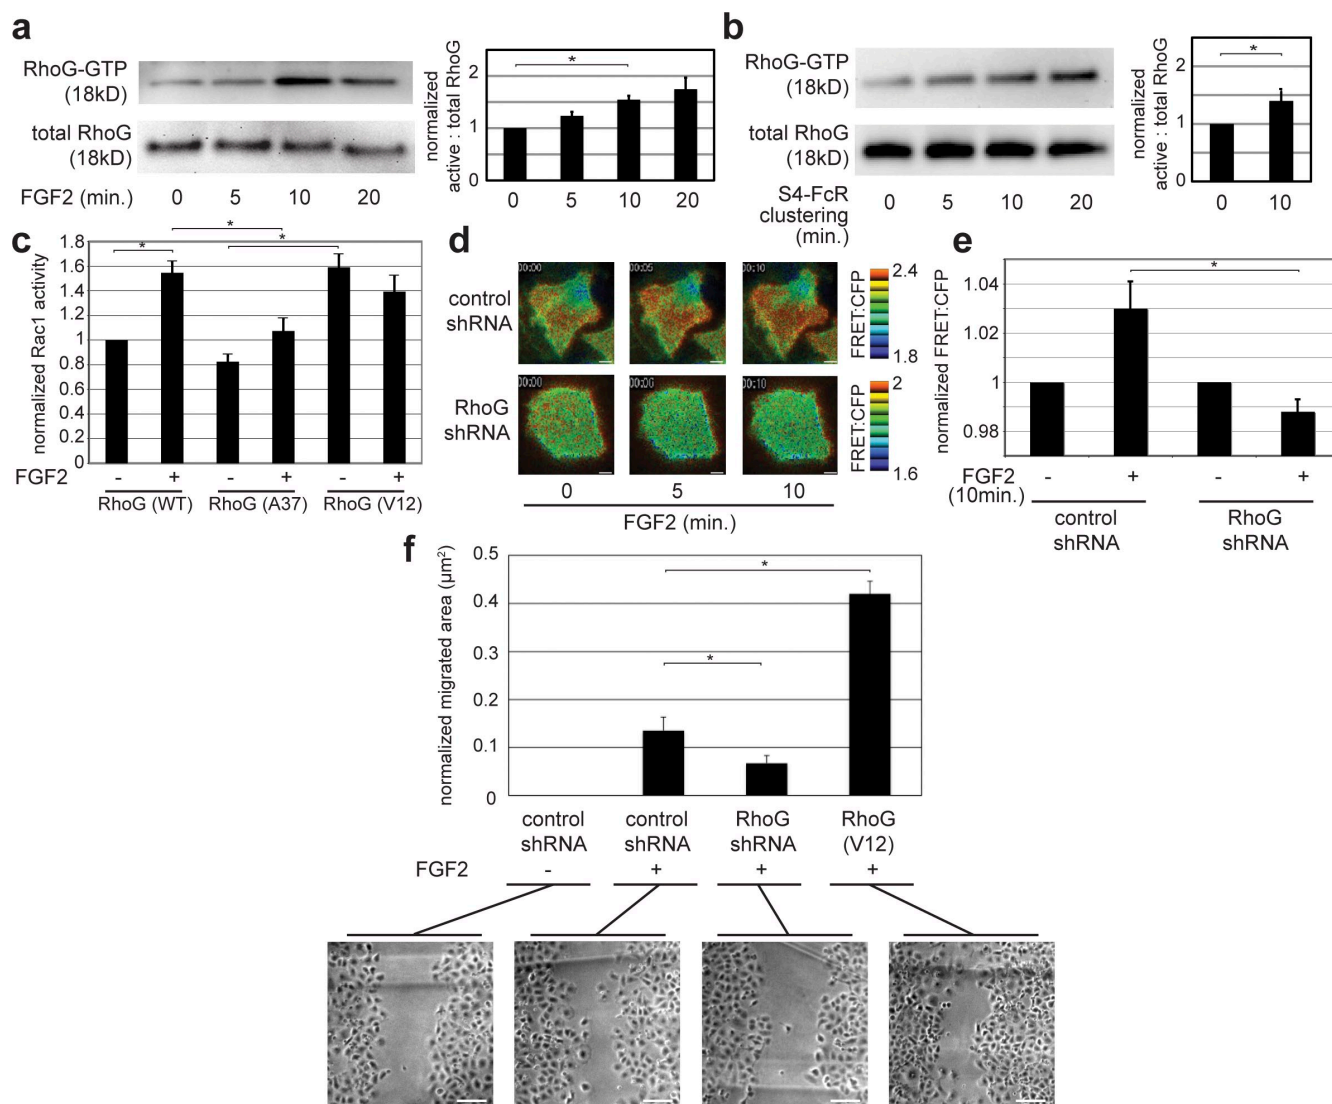 a
RhoG-GTP
(18kD)
total RhoG
(18kD)
FGF2 (min.)
0 5 10 20
normalized
active : total RhoG
2
1
0
*
0 5 10 20
b
RhoG-GTP
(18kD)
total RhoG
(18kD)
S4-FcR
clustering
(min.)
0 5 10 20
normalized
active : total RhoG
2
1
0
*
0 10
c
normalized Rac1 activity
1.8
1.6
1.4
1.2
1
0.8
0.6
0.4
0.2
0
* * *
FGF2 - + - + - +
RhoG (WT) RhoG (A37) RhoG (V12)
d
control
shRNA
00:00 00:05 00:10
FRET:CFP
2.4
1.8
RhoG
shRNA
00:00 00:06 00:10
FRET:CFP
2
1.6
0 5 10
FGF2 (min.)
e
normalized FRET:CFP
1.04
1.02
1
0.98
*
FGF2
(10min.)
- + - +
control
shRNA
RhoG
shRNA
f
normalized migrated area (µm²)
0.5
0.4
0.3
0.2
0.1
0
*
*
control
shRNA
control
shRNA
RhoG
shRNA
RhoG
(V12)
FGF2 - + + +